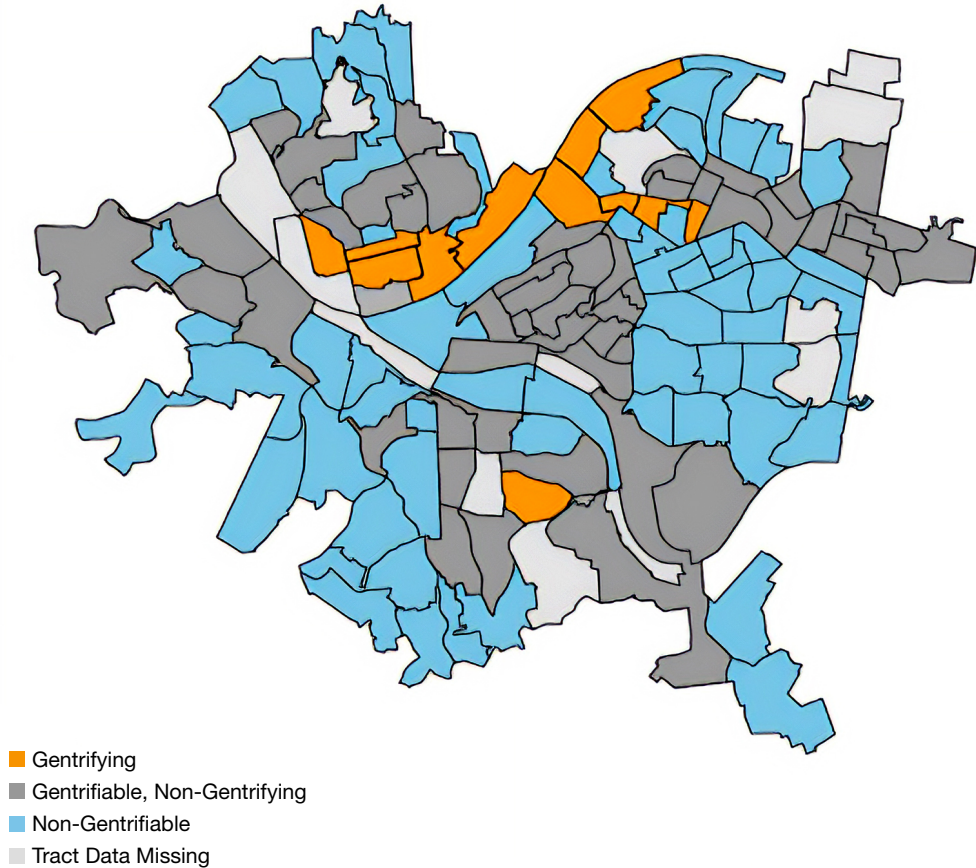 Gentrifying
Gentrifiable, Non-Gentrifying
Non-Gentrifiable
Tract Data Missing